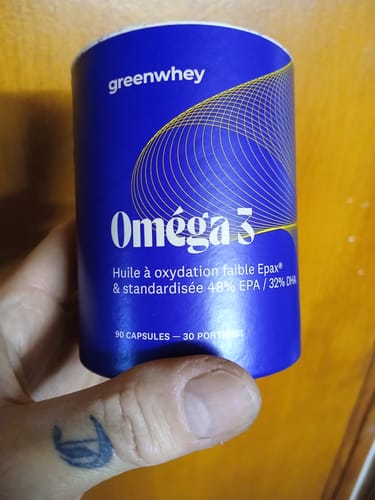 greenwhey
Oméga 3
Huile à oxydation faible Epax®
& standardisée 48% EPA / 32% DHA
90 CAPSULES — 30 PORTIONS